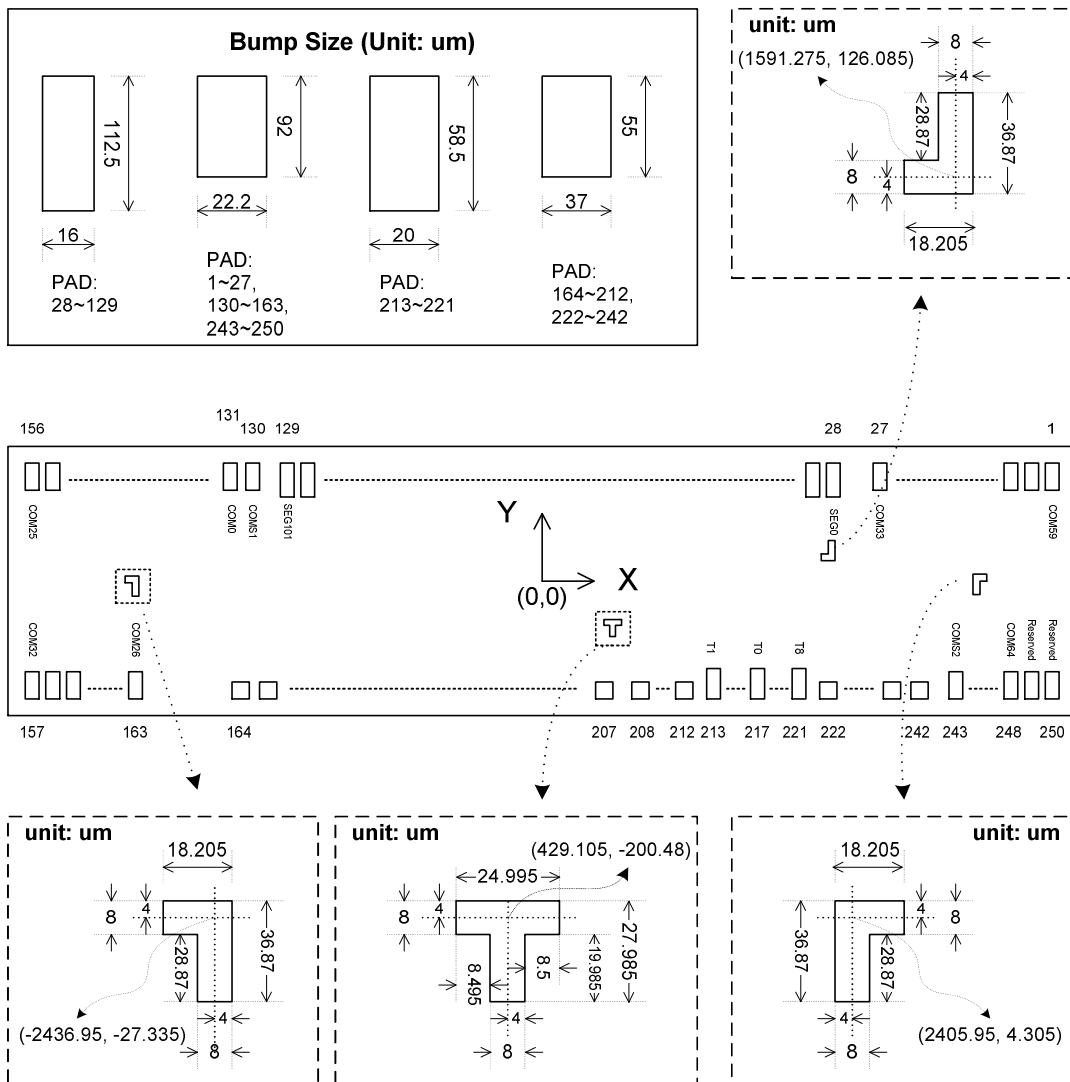 Bump Size (Unit: um)
112.5
16
PAD:
28~129
92
22.2
PAD:
1~27,
130~163,
243~250
58.5
20
PAD:
213~221
55
37
PAD:
164~212,
222~242
unit: um
(1591.275, 126.085)
8
4
28.87
36.87
8
4
18.205
156
131
130
129
28
27
1
COM25
COM0
COMS1
SEG101
SEG0
COM33
COM59
Y
X
(0,0)
COM32
COM26
T1
T0
T8
COMS2
COM64
Reserved
Reserved
157
163
164
207
208
212
213
217
221
222
242
243
248
250
unit: um
18.205
8
4
28.87
36.87
(-2436.95, -27.335)
4
8
unit: um
(429.105, -200.48)
24.995
8
4
8.495
8.5
19.985
27.985
4
8
unit: um
18.205
4
8
36.87
28.87
4
8
(2405.95, 4.305)